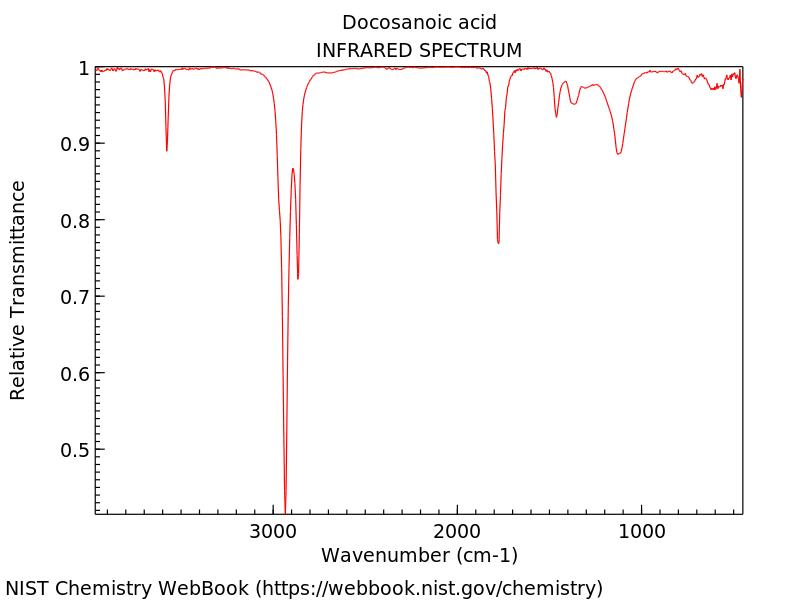 Docosanoic acid
INFRARED SPECTRUM
1
0.9
0.8
0.7
0.6
0.5
Relative Transmittance
3000 2000 1000
Wavenumber (cm-1)
NIST Chemistry WebBook (https://webbook.nist.gov/chemistry)